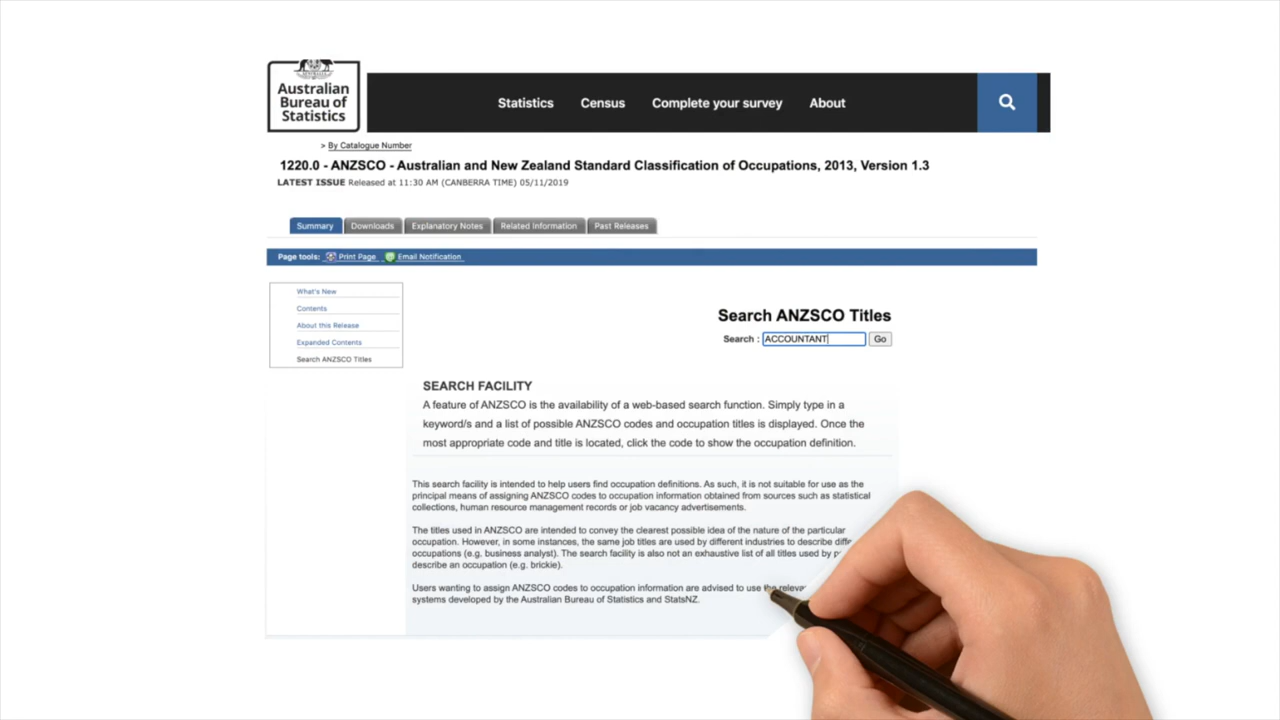 Australian
Bureau of
Statistics
Statistics Census Complete your survey About
> By Catalogue Number
1220.0 - ANZSCO - Australian and New Zealand Standard Classification of Occupations, 2013, Version 1.3
LATEST ISSUE Released at 11:30 AM (CANBERRA TIME) 05/11/2019
Summary Downloads Explanatory Notes Related Information Past Releases
Page tools: Print Page Email Notification
What's New
Contents
About this Release
Expanded Contents
Search ANZSCO Titles
Search ANZSCO Titles
Search : ACCOUNTANT Go
SEARCH FACILITY
A feature of ANZSCO is the availability of a web-based search function. Simply type in a
keyword/s and a list of possible ANZSCO codes and occupation titles is displayed. Once the
most appropriate code and title is located, click the code to show the occupation definition.
This search facility is intended to help users find occupation definitions. As such, it is not suitable for use as the
principal means of assigning ANZSCO codes to occupation information obtained from sources such as statistical
collections, human resource management records or job vacancy advertisements.
The titles used in ANZSCO are intended to convey the clearest possible idea of the nature of the particular
occupation. However, in some instances, the same job titles are used by different industries to describe
occupations (e.g. business analyst). The search facility is also not an exhaustive list of all titles used by
describe an occupation (e.g. brickie).
Users wanting to assign ANZSCO codes to occupation information are advised to use the
systems developed by the Australian Bureau of Statistics and StatsNZ.